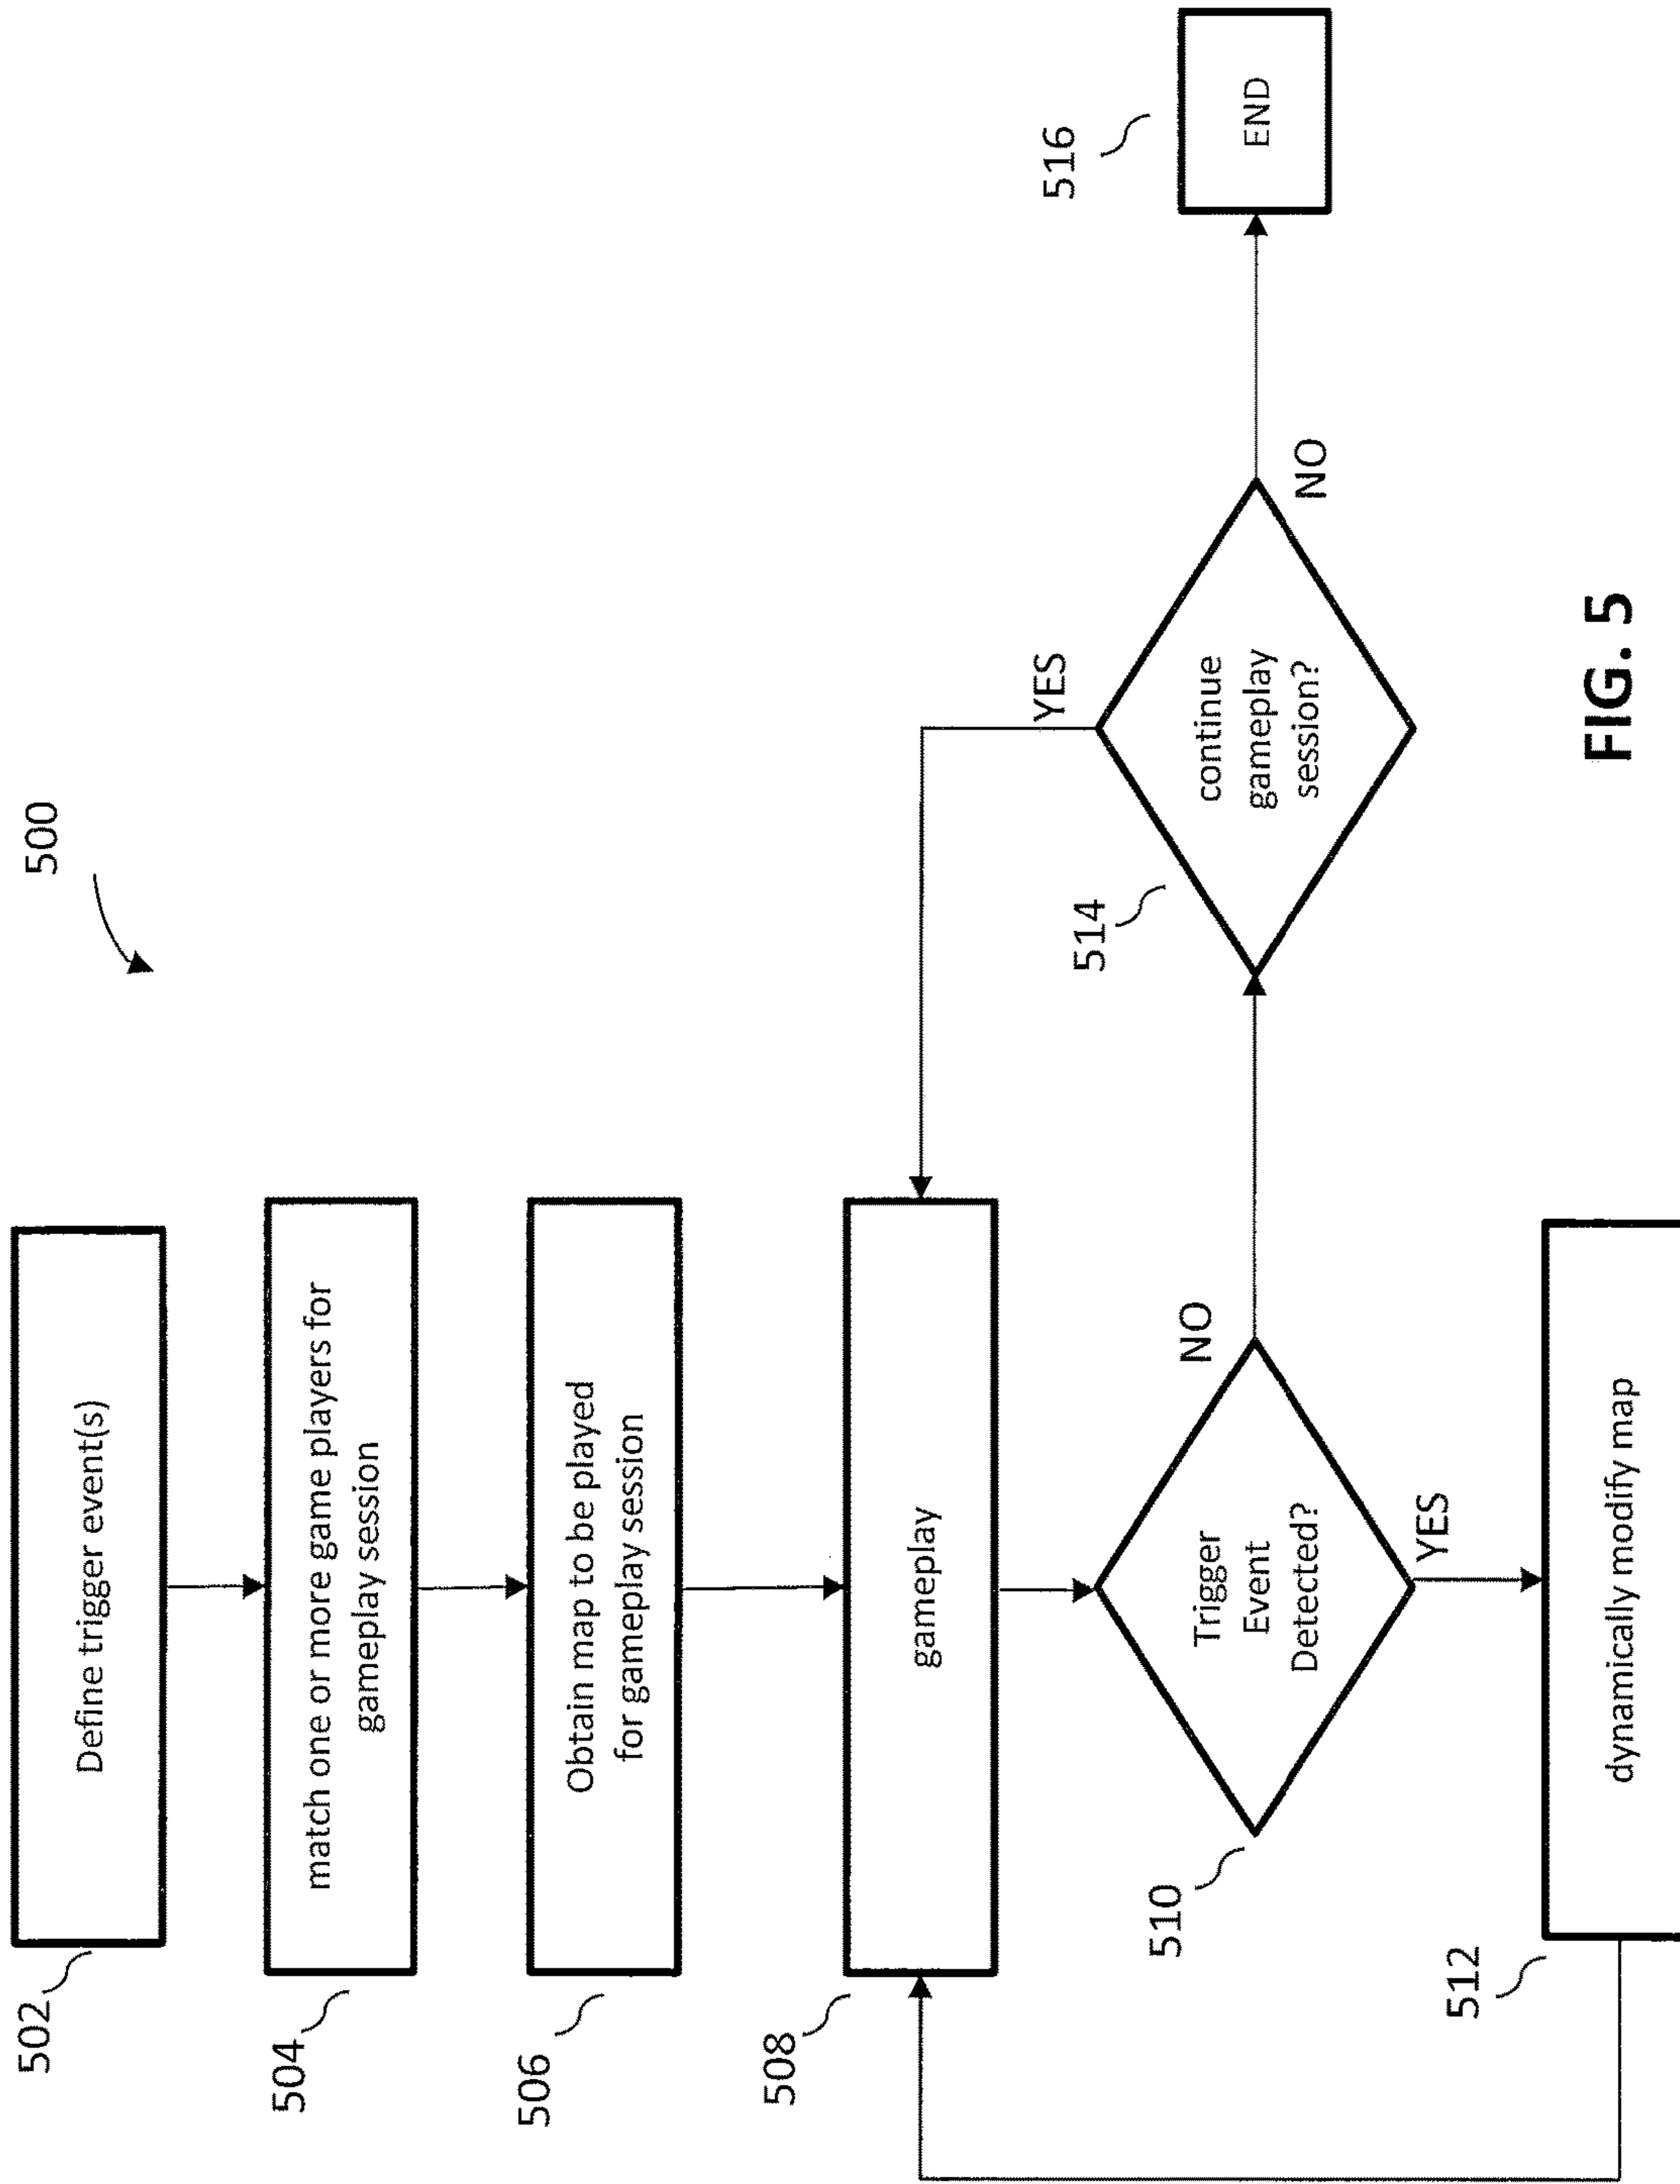 500
502
Define trigger event(s)
504
match one or more game players for
gameplay session
506
Obtain map to be played
for gameplay session
508
gameplay
510
Trigger
Event
Detected?
NO
YES
512
dynamically modify map
514
continue
gameplay
session?
YES
NO
516
END
FIG. 5